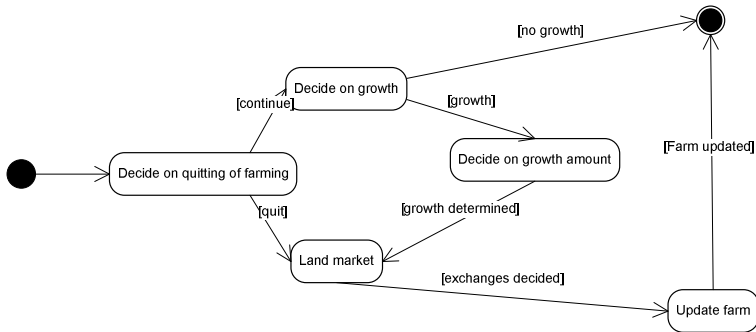 [no growth]
Decide on growth
[continue]
[growth]
Decide on growth amount
[Farm updated]
Decide on quitting of farming
[quit]
[growth determined]
Land market
[exchanges decided]
Update farm